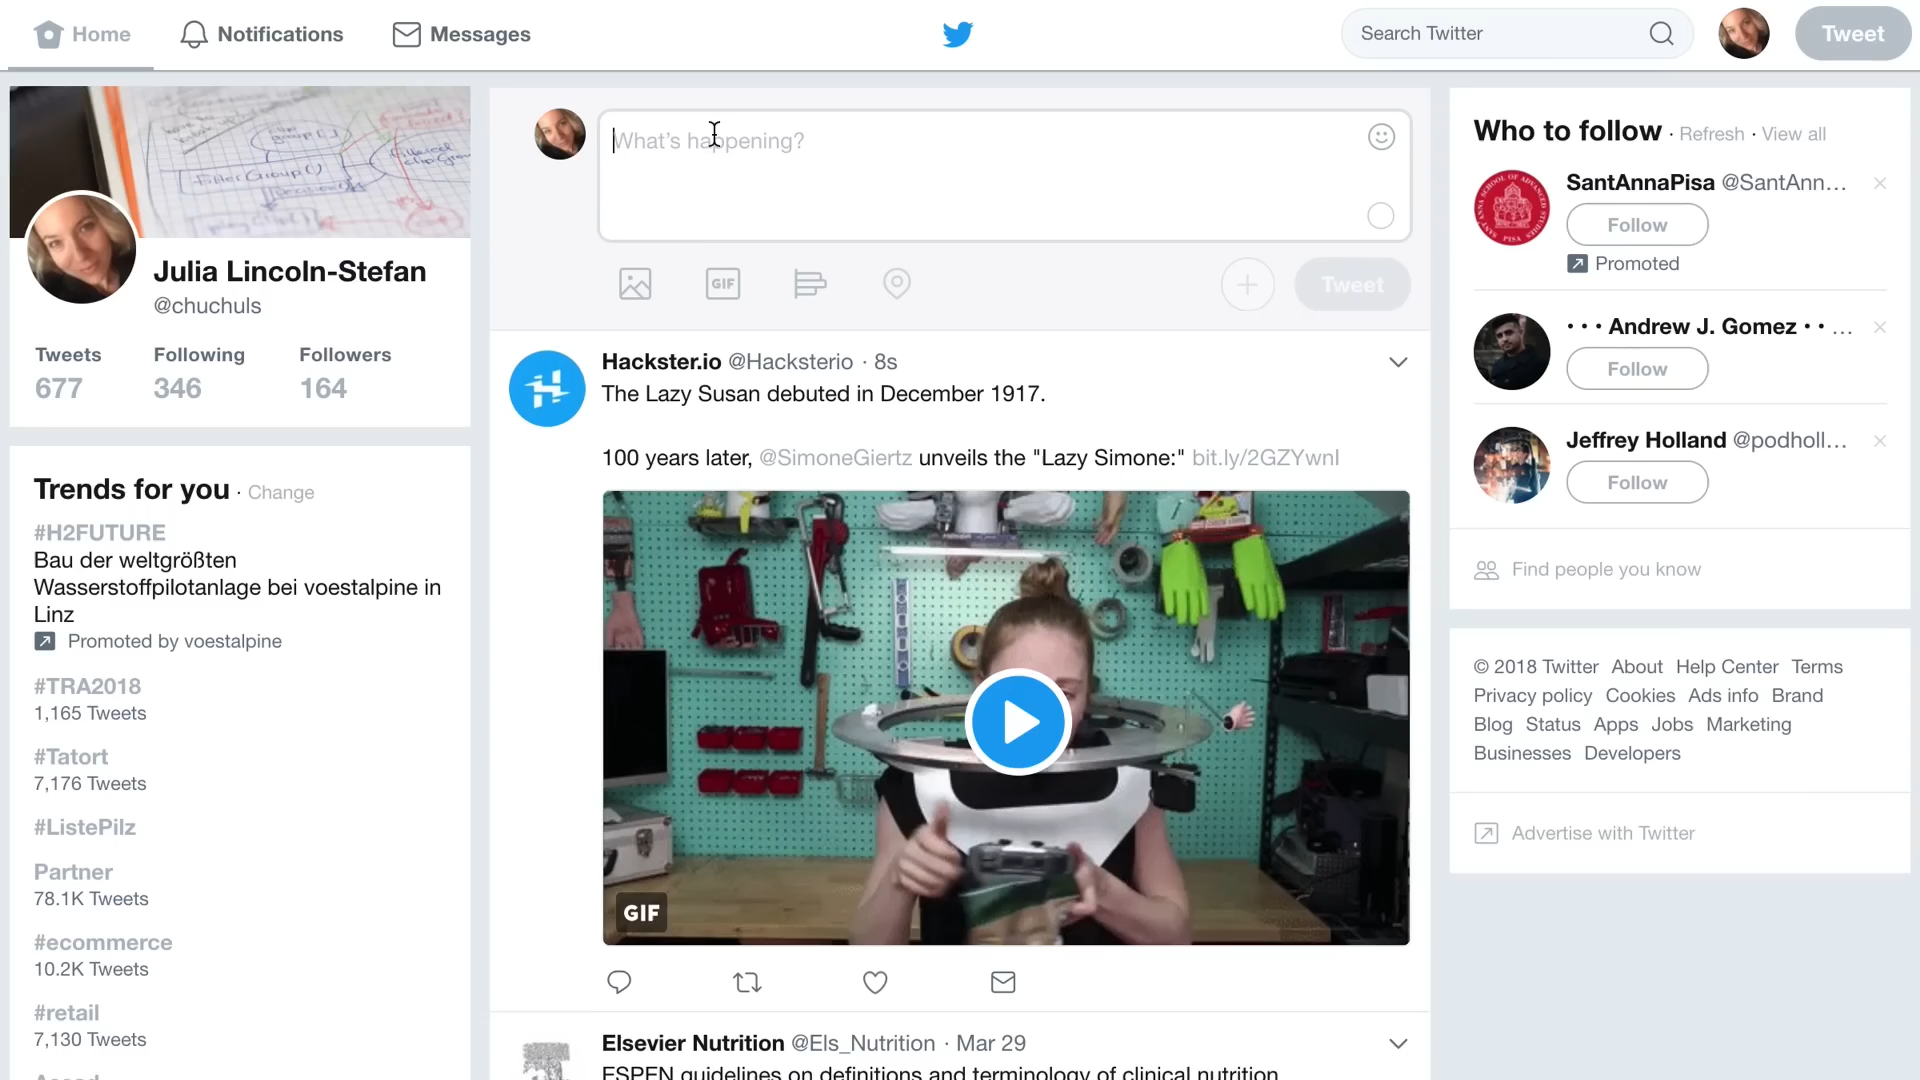 Home
Notifications
Messages
Search Twitter
Tweet
Julia Lincoln-Stefan
@chuchuls
Tweets Following Followers
677 346 164
Trends for you · Change
#H2FUTURE
Bau der weltgrößten
Wasserstoffpilotanlage bei voestalpine in
Linz
Promoted by voestalpine
#TRA2018
1,165 Tweets
#Tatort
7,176 Tweets
#ListePilz
Partner
78.1K Tweets
#ecommerce
10.2K Tweets
#retail
7,130 Tweets
What's happening?
GIF
Tweet
Hackster.io @Hacksterio · 8s
The Lazy Susan debuted in December 1917.
100 years later, @SimoneGiertz unveils the "Lazy Simone:" bit.ly/2GZYwnI
GIF
Elsevier Nutrition @Els_Nutrition · Mar 29
ESPEN guidelines on definitions and terminology of clinical nutrition
Who to follow · Refresh · View all
SantAnnaPisa @SantAnn...
Follow
Promoted
• • • Andrew J. Gomez • • ...
Follow
Jeffrey Holland @podholl...
Follow
Find people you know
© 2018 Twitter About Help Center Terms
Privacy policy Cookies Ads info Brand
Blog Status Apps Jobs Marketing
Businesses Developers
Advertise with Twitter